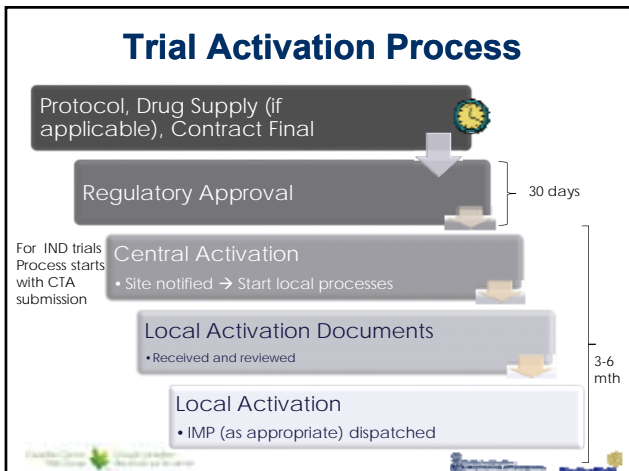 Trial Activation Process
Protocol, Drug Supply (if
applicable), Contract Final
Regulatory Approval
30 days
For IND trials
Process starts
with CTA
submission
Central Activation
• Site notified → Start local processes
Local Activation Documents
• Received and reviewed
3-6
mth
Local Activation
• IMP (as appropriate) dispatched